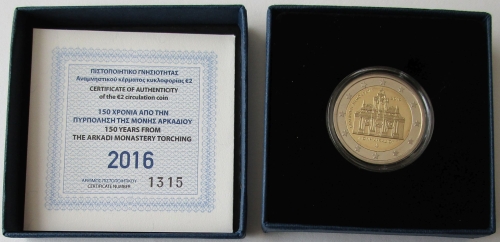 ΠΙΣΤΟΠΟΙΗΤΙΚΟ ΓΝΗΣΙΟΤΗΤΑΣ
Αναμνηστικού κέρματος κυκλοφορίας €2
CERTIFICATE OF AUTHENTICITY
of the €2 circulation coin
150 ΧΡΟΝΙΑ ΑΠΟ ΤΗΝ
ΠΥΡΠΟΛΗΣΗ ΤΗΣ ΜΟΝΗΣ ΑΡΚΑΔΙΟΥ
150 YEARS FROM
THE ARKADI MONASTERY TORCHING
2016
ΑΡΙΘΜΟΣ ΠΙΣΤΟΠΟΙΗΤΙΚΟΥ
CERTIFICATE NUMBER
1315